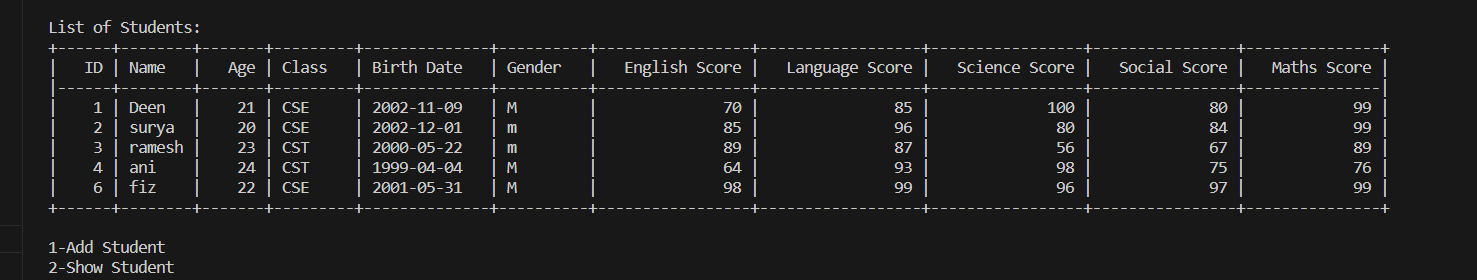 List of Students:
+------+--------+-------+---------+--------------+----------+-----------------+------------------+-----------------+----------------+---------------+
|   ID | Name   |   Age | Class   | Birth Date   | Gender   |   English Score |   Language Score |   Science Score |   Social Score |   Maths Score |
|------+--------+-------+---------+--------------+----------+-----------------+------------------+-----------------+----------------+---------------|
|    1 | Deen   |    21 | CSE     | 2002-11-09   | M        |              70 |               85 |             100 |             80 |            99 |
|    2 | surya  |    20 | CSE     | 2002-12-01   | m        |              85 |               96 |              80 |             84 |            99 |
|    3 | ramesh |    23 | CST     | 2000-05-22   | m        |              89 |               87 |              56 |             67 |            89 |
|    4 | ani    |    24 | CST     | 1999-04-04   | M        |              64 |               93 |              98 |             75 |            76 |
|    6 | fiz    |    22 | CSE     | 2001-05-31   | M        |              98 |               99 |              96 |             97 |            99 |
+------+--------+-------+---------+--------------+----------+-----------------+------------------+-----------------+----------------+---------------+
1-Add Student
2-Show Student